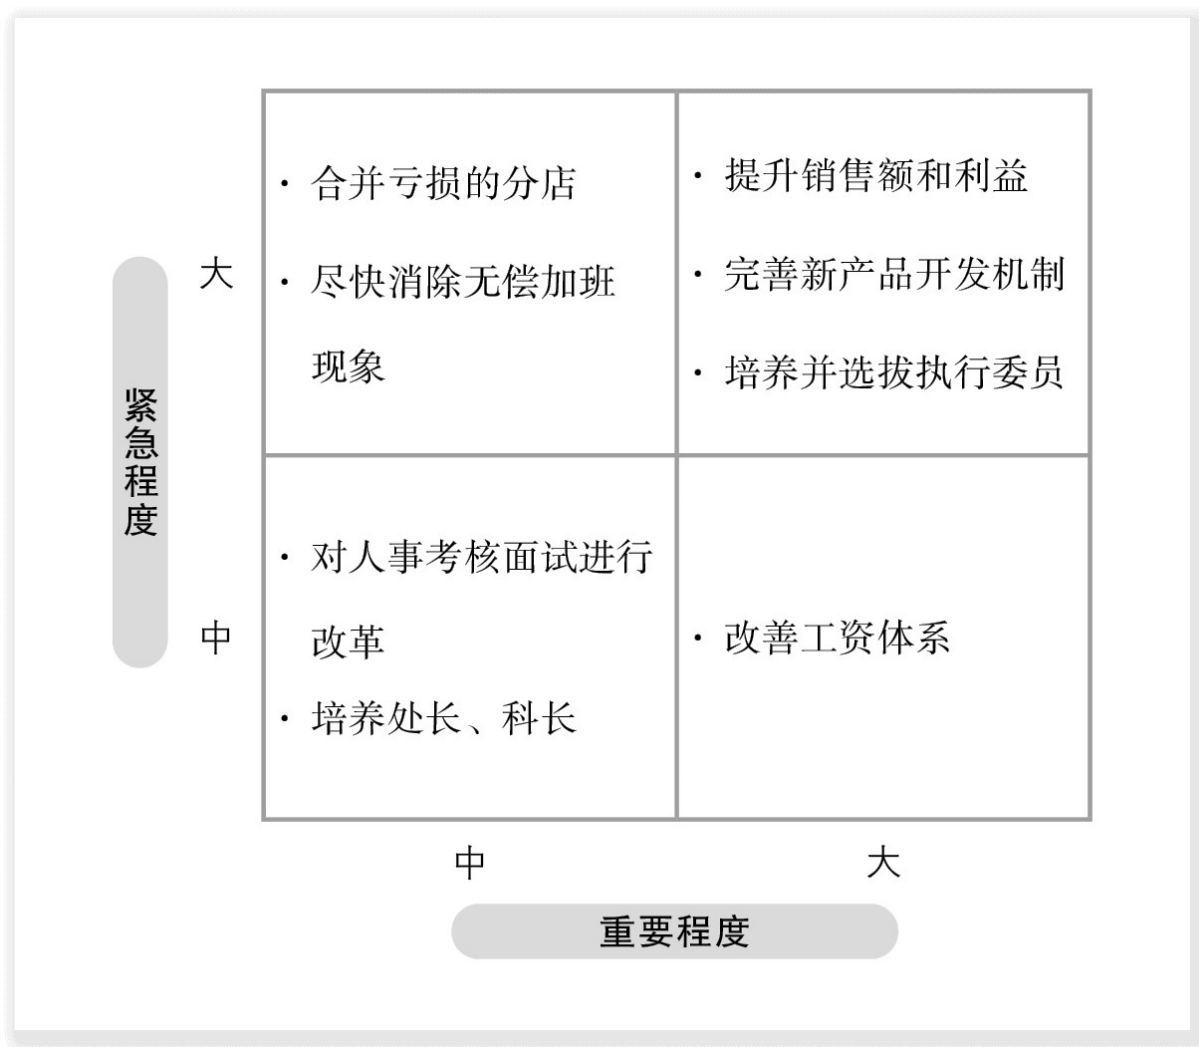 · 合并亏损的分店
· 尽快消除无偿加班
现象
· 提升销售额和利益
· 完善新产品开发机制
· 培养并选拔执行委员
大
紧急程度
中
· 对人事考核面试进行
改革
· 培养处长、科长
· 改善工资体系
中
大
重要程度